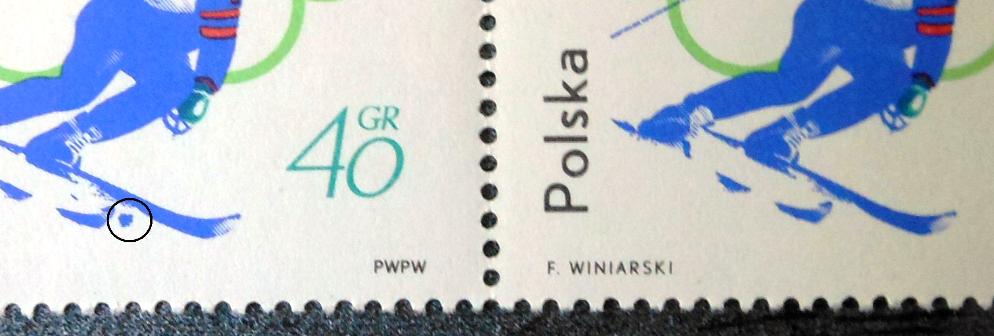 40 GR
PWPW
Polska
F. WINIARSKI